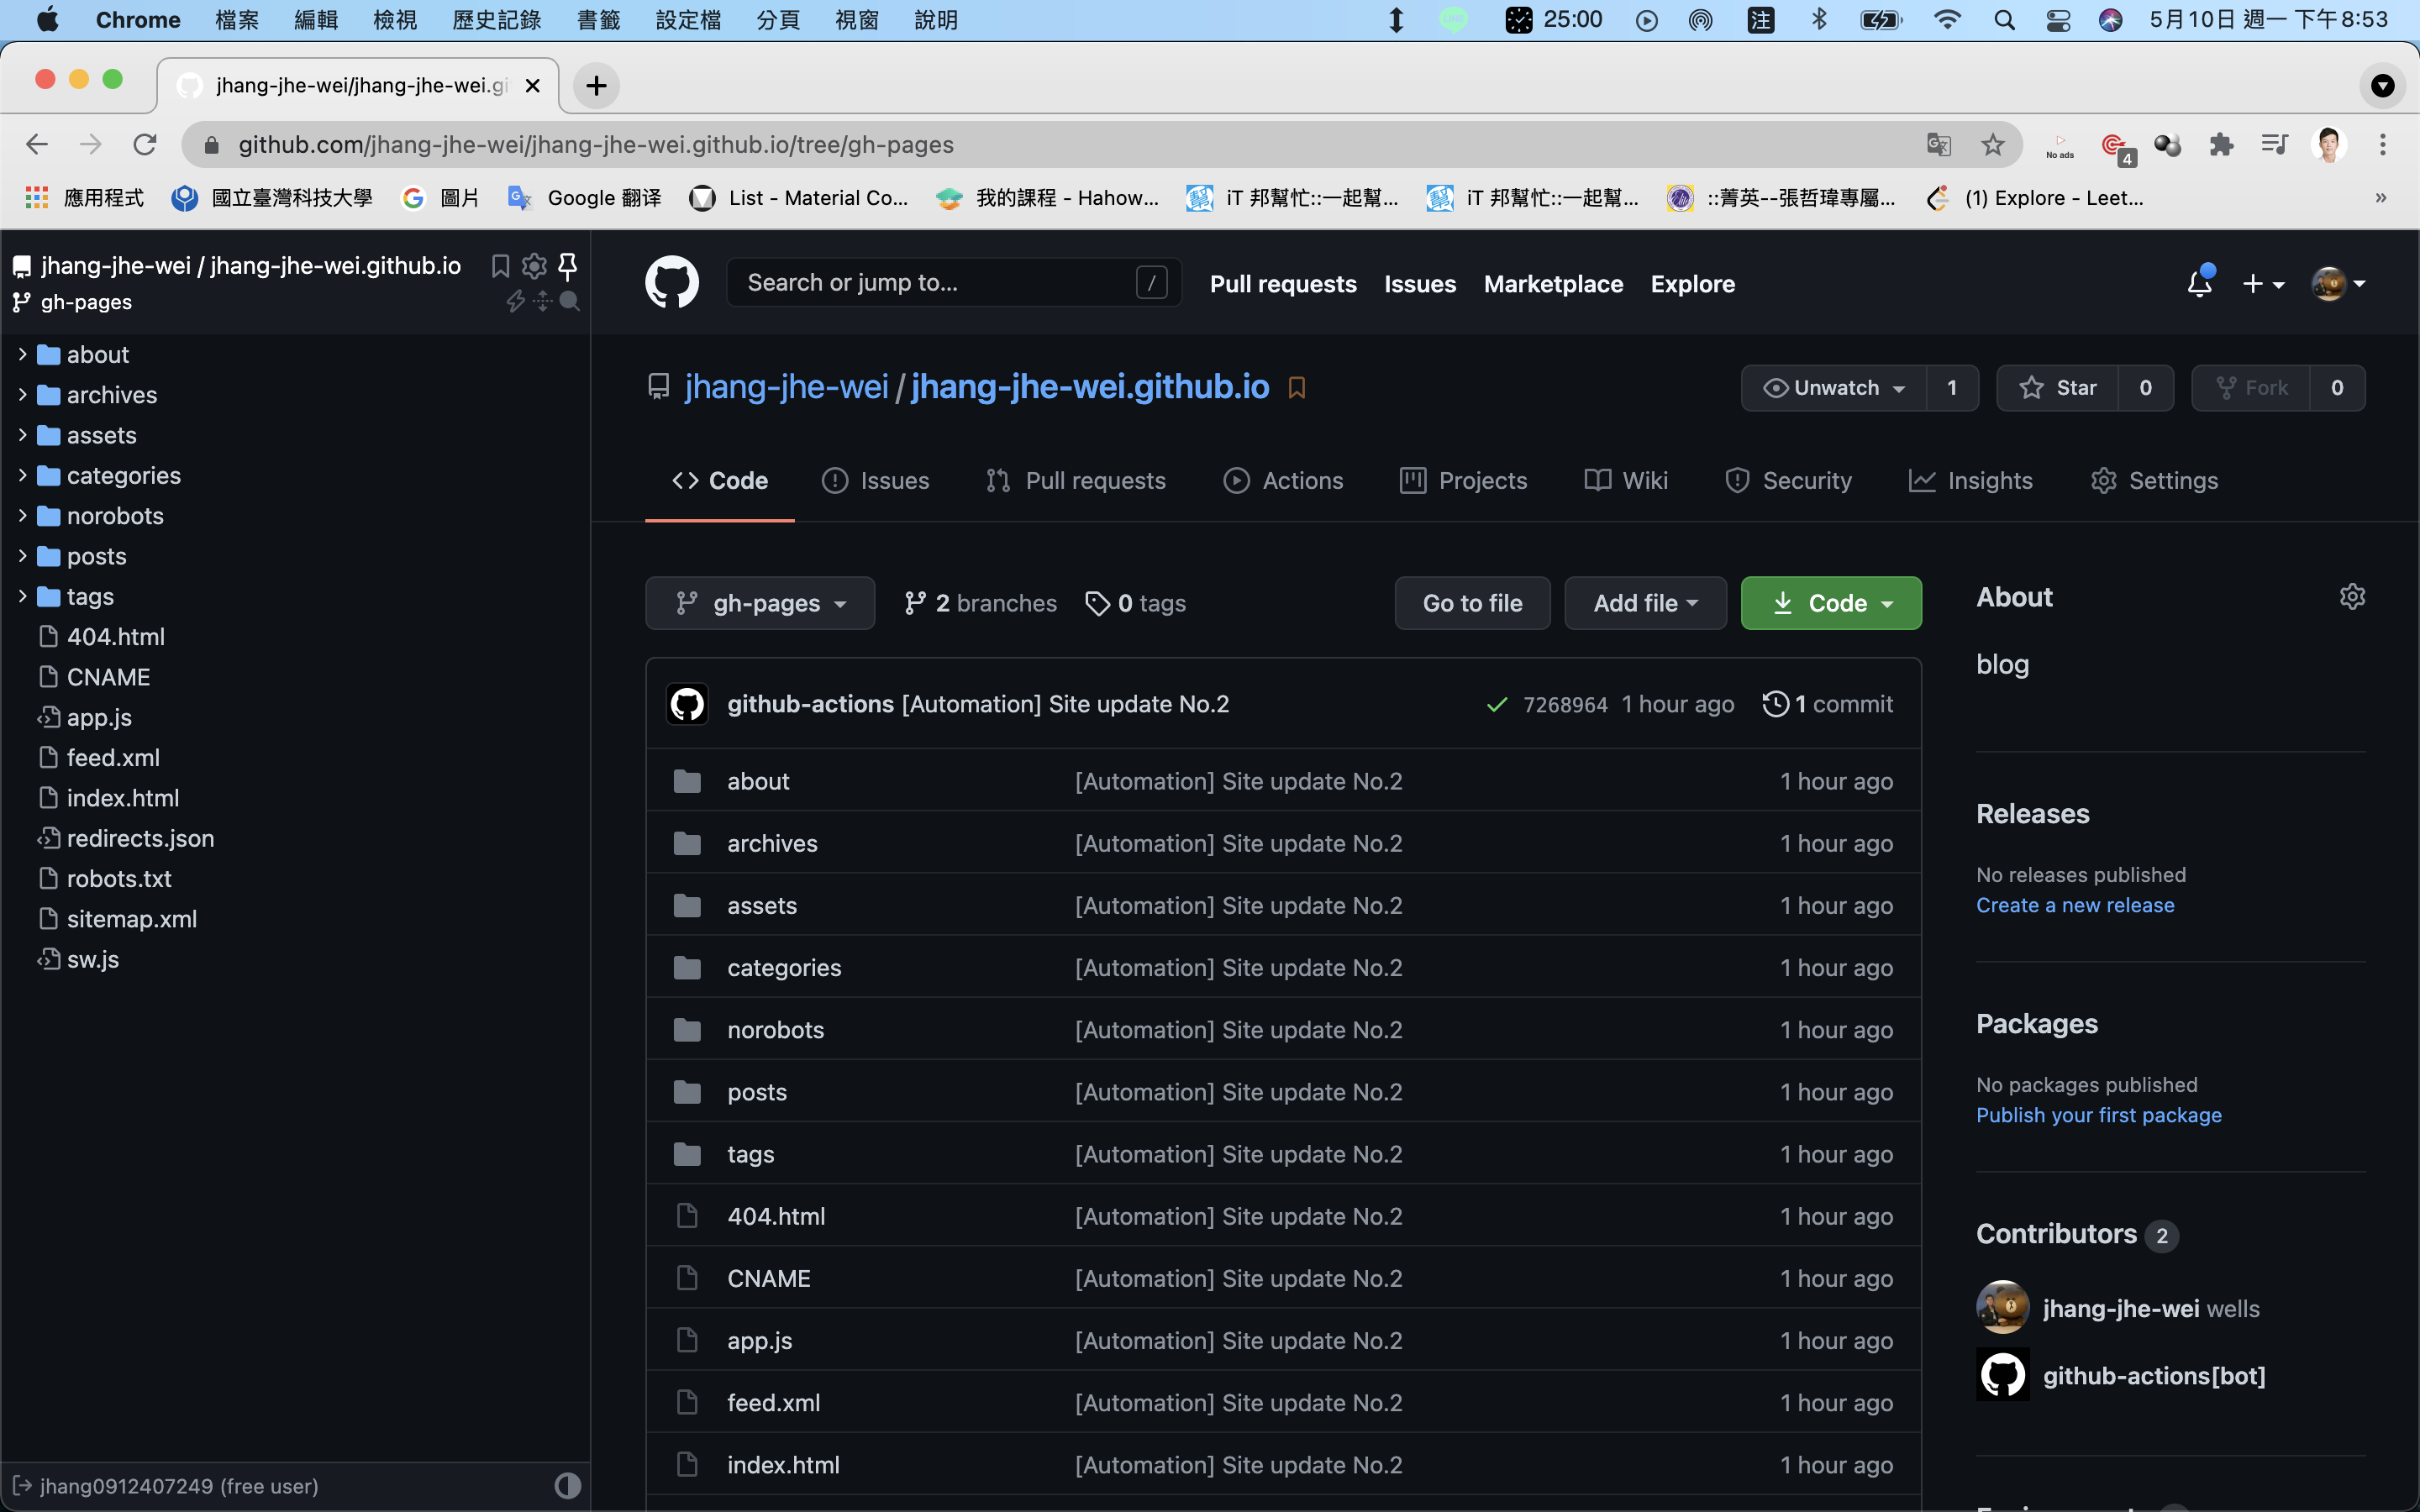 Chrome 檔案 編輯 檢視 歷史記錄 書籤 設定檔 分頁 視窗 說明 25:00 注 5月10日 週一 下午8:53
jhang-jhe-wei/jhang-jhe-wei.gi
github.com/jhang-jhe-wei/jhang-jhe-wei.github.io/tree/gh-pages No ads 4
應用程式 國立臺灣科技大學 圖片 Google 翻译 List - Material Co... 我的課程 - Hahow... iT 邦幫忙::一起幫... iT 邦幫忙::一起幫... ::菁英--張哲瑋專屬... (1) Explore - Leet... »
jhang-jhe-wei / jhang-jhe-wei.github.io
gh-pages
about
archives
assets
categories
norobots
posts
tags
404.html
CNAME
app.js
feed.xml
index.html
redirects.json
robots.txt
sitemap.xml
sw.js
jhang0912407249 (free user)
Search or jump to... / Pull requests Issues Marketplace Explore
jhang-jhe-wei / jhang-jhe-wei.github.io Unwatch 1 Star 0 Fork 0
Code Issues Pull requests Actions Projects Wiki Security Insights Settings
gh-pages 2 branches 0 tags Go to file Add file Code
github-actions [Automation] Site update No.2 7268964 1 hour ago 1 commit
about [Automation] Site update No.2 1 hour ago
archives [Automation] Site update No.2 1 hour ago
assets [Automation] Site update No.2 1 hour ago
categories [Automation] Site update No.2 1 hour ago
norobots [Automation] Site update No.2 1 hour ago
posts [Automation] Site update No.2 1 hour ago
tags [Automation] Site update No.2 1 hour ago
404.html [Automation] Site update No.2 1 hour ago
CNAME [Automation] Site update No.2 1 hour ago
app.js [Automation] Site update No.2 1 hour ago
feed.xml [Automation] Site update No.2 1 hour ago
index.html [Automation] Site update No.2 1 hour ago
About
blog
Releases
No releases published
Create a new release
Packages
No packages published
Publish your first package
Contributors 2
jhang-jhe-wei wells
github-actions[bot]